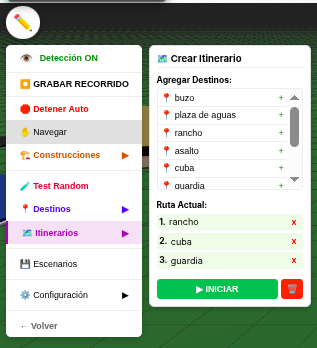 Detección ON
GRABAR RECORRIDO
Detener Auto
Navegar
Construcciones ▶
Test Random
Destinos ▶
Itinerarios ▶
Escenarios
Configuración ▶
← Volver
Crear Itinerario
Agregar Destinos:
buzo +
plaza de aguas +
rancho +
asalto +
cuba +
guardia +
Ruta Actual:
1. rancho x
2. cuba x
3. guardia x
▶ INICIAR